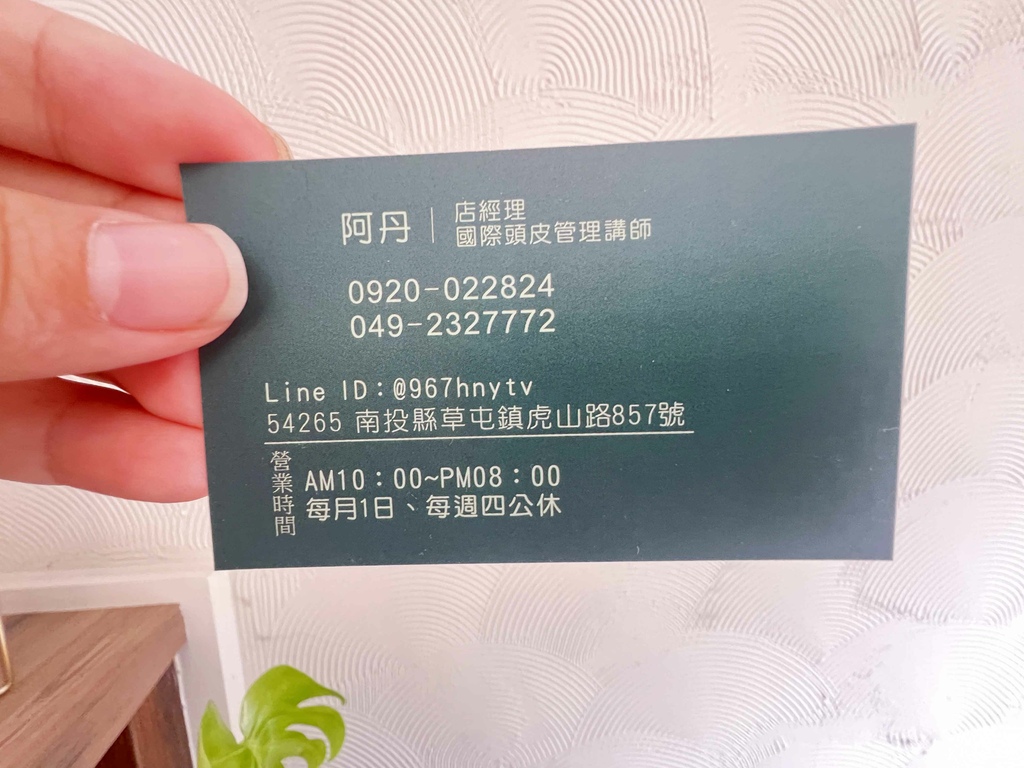 阿丹
店經理
國際頭皮管理講師
0920-022824
049-2327772
Line ID：@967hnytv
54265 南投縣草屯鎮虎山路857號
營業時間
AM10：00~PM08：00
每月1日、每週四公休